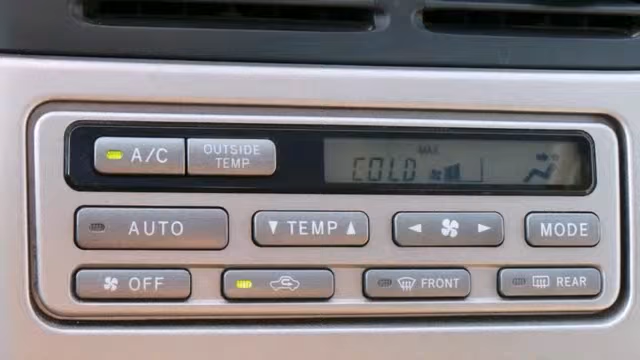 A/C
OUTSIDE
TEMP
MAX
COLD
AUTO
TEMP
MODE
OFF
FRONT
REAR